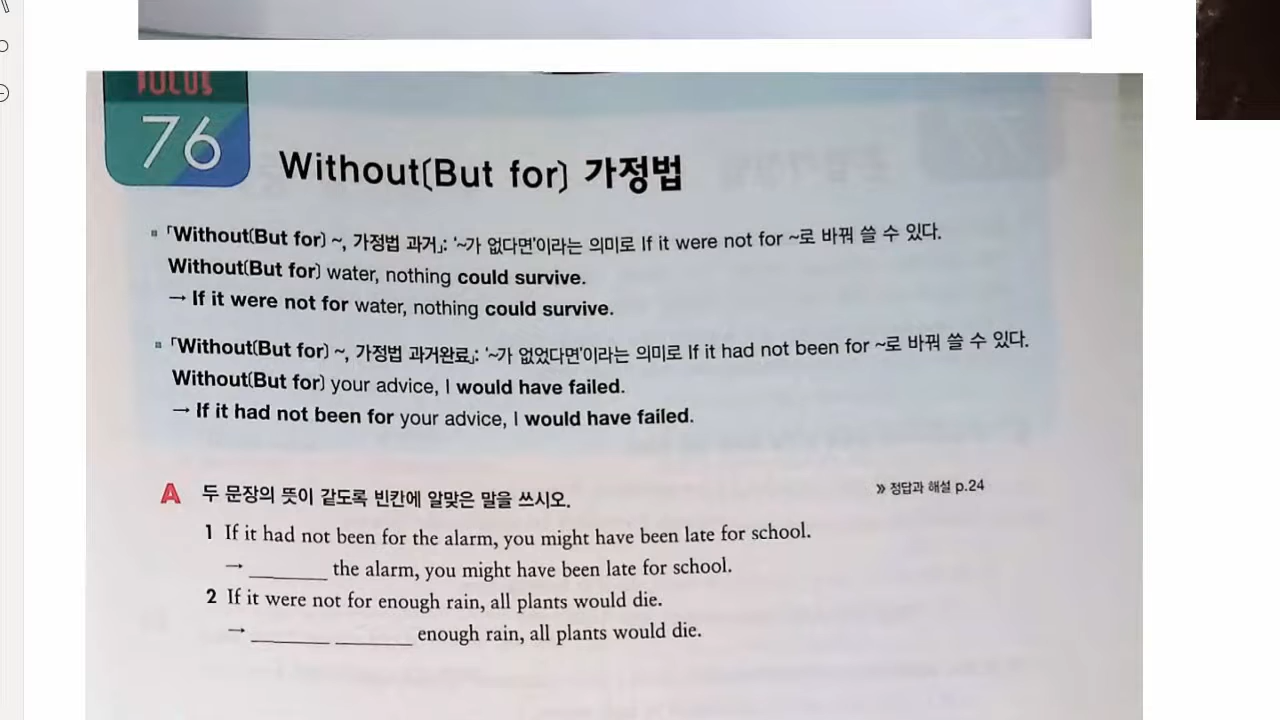 FOCUS
76
Without(But for) 가정법
「Without(But for) ~, 가정법 과거」: '~가 없다면'이라는 의미로 If it were not for ~로 바꿔 쓸 수 있다.
Without(But for) water, nothing could survive.
→ If it were not for water, nothing could survive.
「Without(But for) ~, 가정법 과거완료」: '~가 없었다면'이라는 의미로 If it had not been for ~로 바꿔 쓸 수 있다.
Without(But for) your advice, I would have failed.
→ If it had not been for your advice, I would have failed.
A 두 문장의 뜻이 같도록 빈칸에 알맞은 말을 쓰시오.
» 정답과 해설 p.24
1 If it had not been for the alarm, you might have been late for school.
→ ________ the alarm, you might have been late for school.
2 If it were not for enough rain, all plants would die.
→ ________ ________ enough rain, all plants would die.